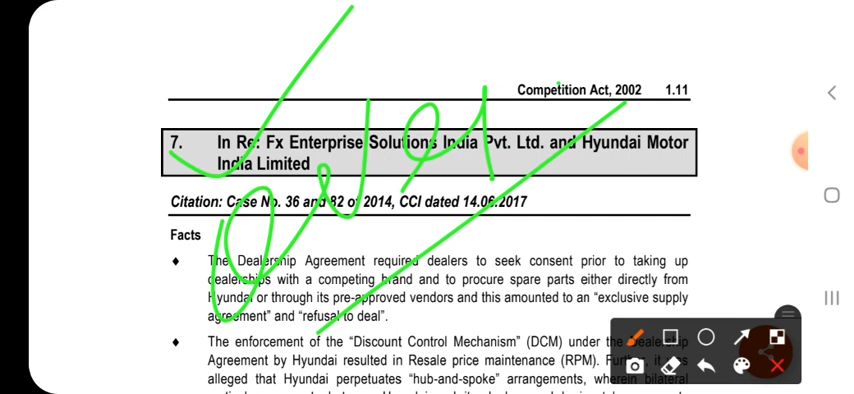 Competition Act, 2002 1.11
7. In Re: Fx Enterprise Solutions India Pvt. Ltd. and Hyundai Motor
India Limited
Citation: Case No. 36 and 82 of 2014, CCI dated 14.06.2017
Facts
♦ The Dealership Agreement required dealers to seek consent prior to taking up
dealerships with a competing brand and to procure spare parts either directly from
Hyundai or through its pre-approved vendors and this amounted to an “exclusive supply
agreement” and “refusal to deal”.
♦ The enforcement of the “Discount Control Mechanism” (DCM) under the Dealership
Agreement by Hyundai resulted in Resale price maintenance (RPM). Further, it was
alleged that Hyundai perpetuates “hub-and-spoke” arrangements, wherein bilateral